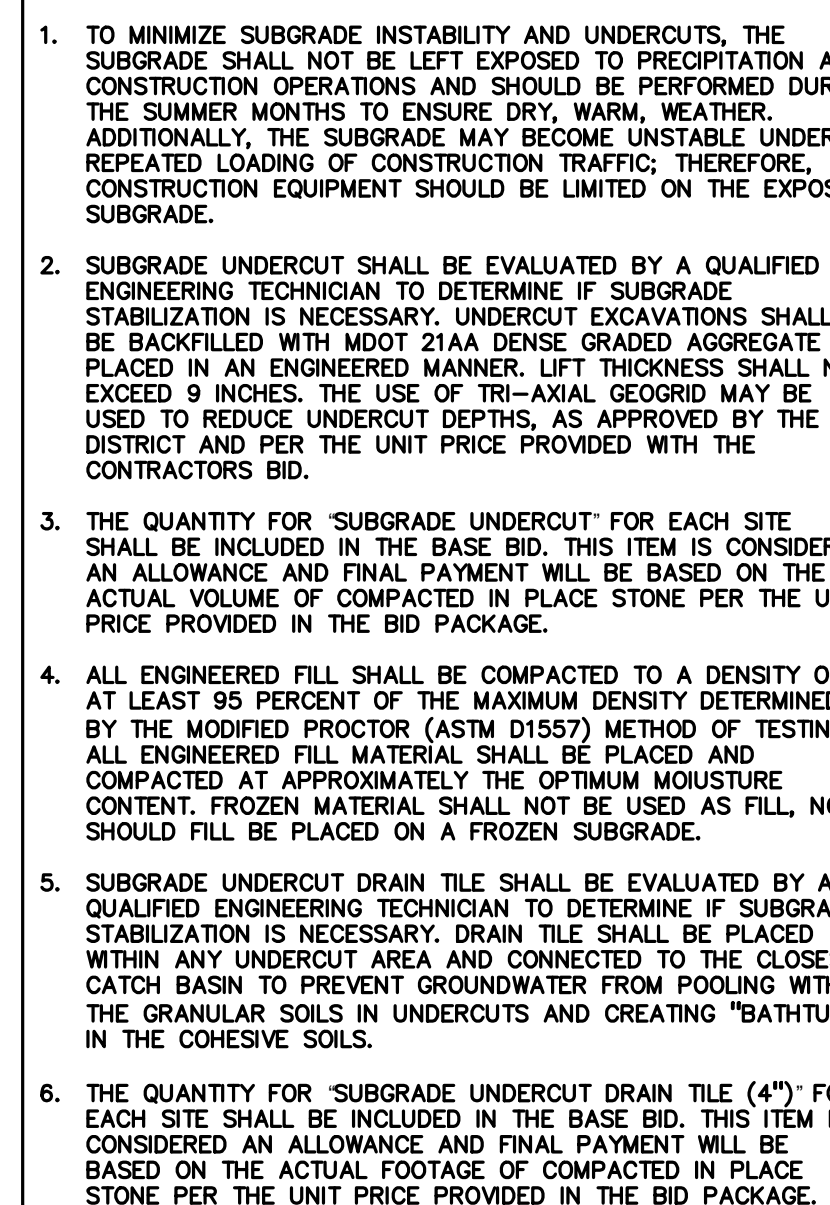 1. TO MINIMIZE SUBGRADE INSTABILITY AND UNDERCUTS, THE
SUBGRADE SHALL NOT BE LEFT EXPOSED TO PRECIPITATION
CONSTRUCTION OPERATIONS AND SHOULD BE PERFORMED
THE SUMMER MONTHS TO ENSURE DRY, WARM, WEATHER.
ADDITIONALLY, THE SUBGRADE MAY BECOME UNSTABLE UNDER
REPEATED LOADING OF CONSTRUCTION TRAFFIC; THEREFORE,
CONSTRUCTION EQUIPMENT SHOULD BE LIMITED ON THE
SUBGRADE.
2. SUBGRADE UNDERCUT SHALL BE EVALUATED BY A QUALIFIED
ENGINEERING TECHNICIAN TO DETERMINE IF SUBGRADE
STABILIZATION IS NECESSARY. UNDERCUT EXCAVATIONS SHALL
BE BACKFILLED WITH MDOT 21AA DENSE GRADED AGGREGATE
PLACED IN AN ENGINEERED MANNER. LIFT THICKNESS SHALL
EXCEED 9 INCHES. THE USE OF TRI-AXIAL GEOGRID MAY BE
USED TO REDUCE UNDERCUT DEPTHS, AS APPROVED BY THE
DISTRICT AND PER THE UNIT PRICE PROVIDED WITH THE
CONTRACTORS BID.
3. THE QUANTITY FOR “SUBGRADE UNDERCUT” FOR EACH SITE
SHALL BE INCLUDED IN THE BASE BID. THIS ITEM IS
AN ALLOWANCE AND FINAL PAYMENT WILL BE BASED ON THE
ACTUAL VOLUME OF COMPACTED IN PLACE STONE PER THE
PRICE PROVIDED IN THE BID PACKAGE.
4. ALL ENGINEERED FILL SHALL BE COMPACTED TO A DENSITY
AT LEAST 95 PERCENT OF THE MAXIMUM DENSITY DETERMINED
BY THE MODIFIED PROCTOR (ASTM D1557) METHOD OF
ALL ENGINEERED FILL MATERIAL SHALL BE PLACED AND
COMPACTED AT APPROXIMATELY THE OPTIMUM MOIUSTURE
CONTENT. FROZEN MATERIAL SHALL NOT BE USED AS FILL,
SHOULD FILL BE PLACED ON A FROZEN SUBGRADE.
5. SUBGRADE UNDERCUT DRAIN TILE SHALL BE EVALUATED BY A
QUALIFIED ENGINEERING TECHNICIAN TO DETERMINE IF
STABILIZATION IS NECESSARY. DRAIN TILE SHALL BE PLACED
WITHIN ANY UNDERCUT AREA AND CONNECTED TO THE
CATCH BASIN TO PREVENT GROUNDWATER FROM POOLING
THE GRANULAR SOILS IN UNDERCUTS AND CREATING
IN THE COHESIVE SOILS.
6. THE QUANTITY FOR “SUBGRADE UNDERCUT DRAIN TILE (4")”
EACH SITE SHALL BE INCLUDED IN THE BASE BID. THIS ITEM
CONSIDERED AN ALLOWANCE AND FINAL PAYMENT WILL BE
BASED ON THE ACTUAL FOOTAGE OF COMPACTED IN PLACE
STONE PER THE UNIT PRICE PROVIDED IN THE BID PACKAGE.